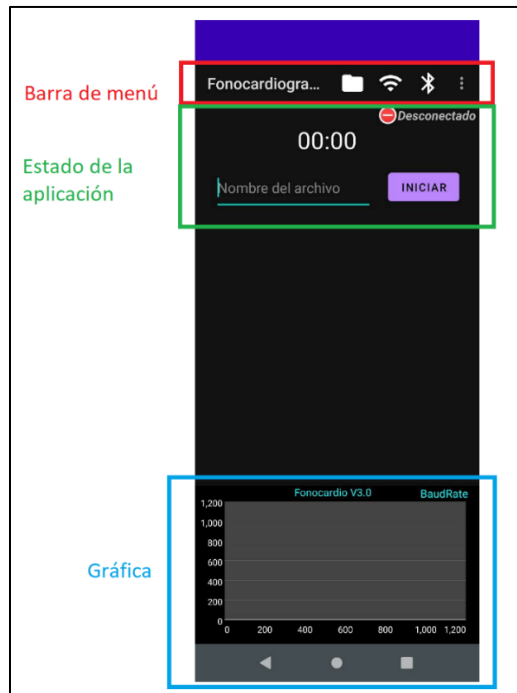 Barra de menú
Fonocardiogra...
Desconectado
00:00
Estado de la
aplicación
Nombre del archivo
INICIAR
Fonocardio V3.0
BaudRate
1,200
1,000
800
600
400
200
0
0 200 400 600 800 1,000 1,200
Gráfica